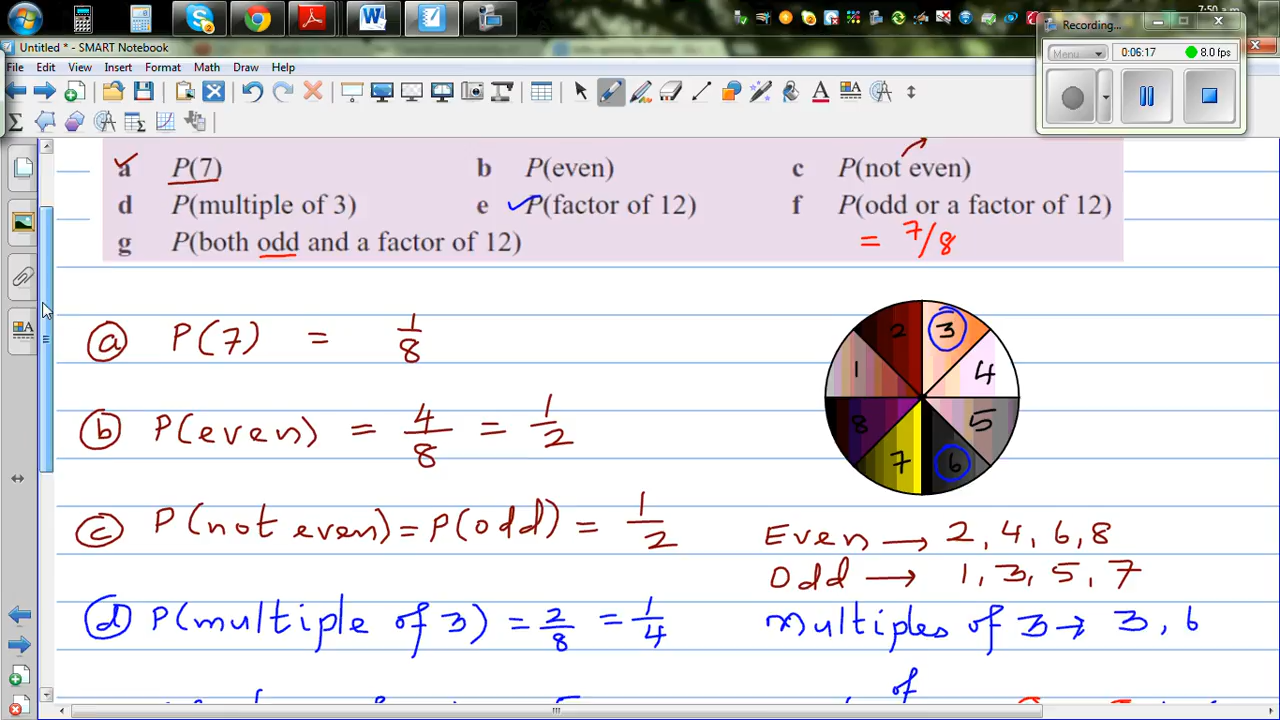 7:50 a.m.
Recording...
Untitled * - SMART Notebook
Menu 0:06:17 8.0 fps
File Edit View Insert Format Math Draw Help
a P(7) b P(even) c P(not even)
d P(multiple of 3) e P(factor of 12) f P(odd or a factor of 12)
g P(both odd and a factor of 12) = 7/8
ⓐ P(7) = 1/8
ⓑ P(even) = 4/8 = 1/2
ⓒ P(not even) = P(odd) = 1/2
2 3
1 4
8 5
7 6
Even → 2, 4, 6, 8
Odd → 1, 3, 5, 7
ⓓ P(multiple of 3) = 2/8 = 1/4
multiples of 3 → 3, 6
of